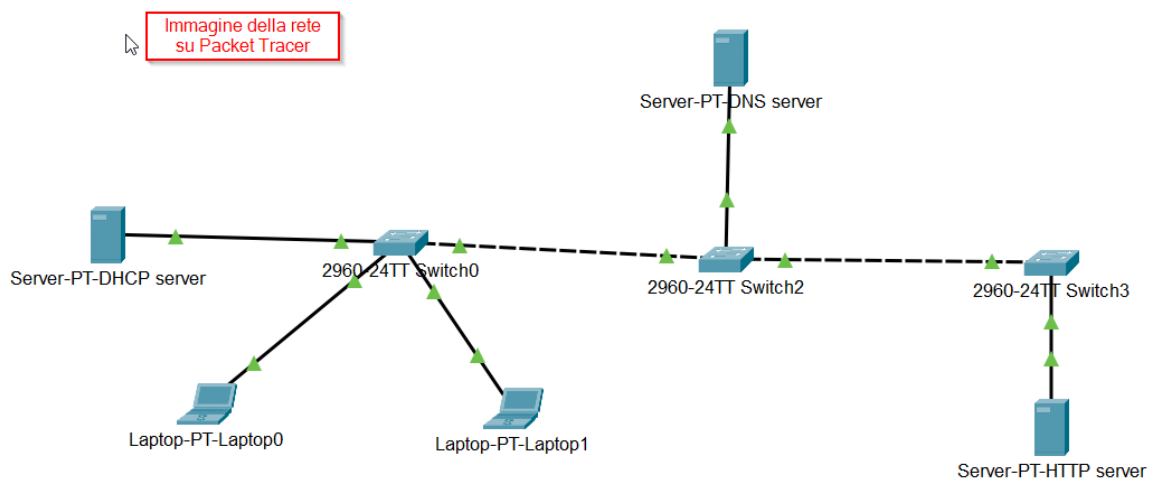 Immagine della rete
su Packet Tracer
Server-PT-DNS server
Server-PT-DHCP server
2960-24TT Switch0
2960-24TT Switch2
2960-24TT Switch3
Laptop-PT-Laptop0
Laptop-PT-Laptop1
Server-PT-HTTP server